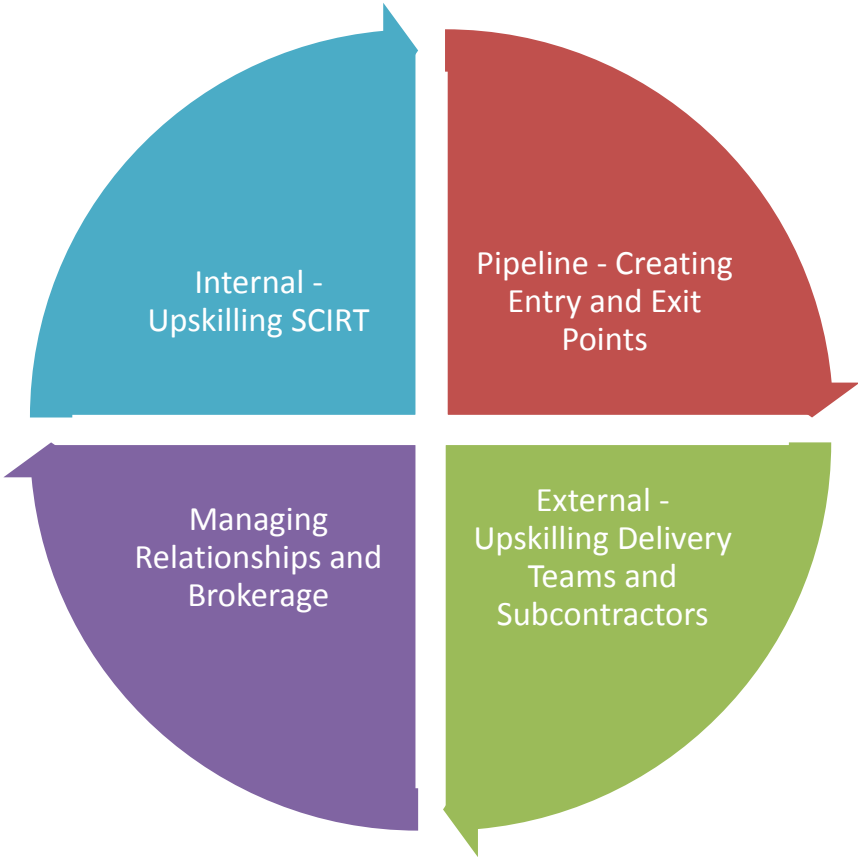 Internal -
Upskilling SCIRT
Pipeline - Creating
Entry and Exit
Points
Managing
Relationships and
Brokerage
External -
Upskilling Delivery
Teams and
Subcontractors